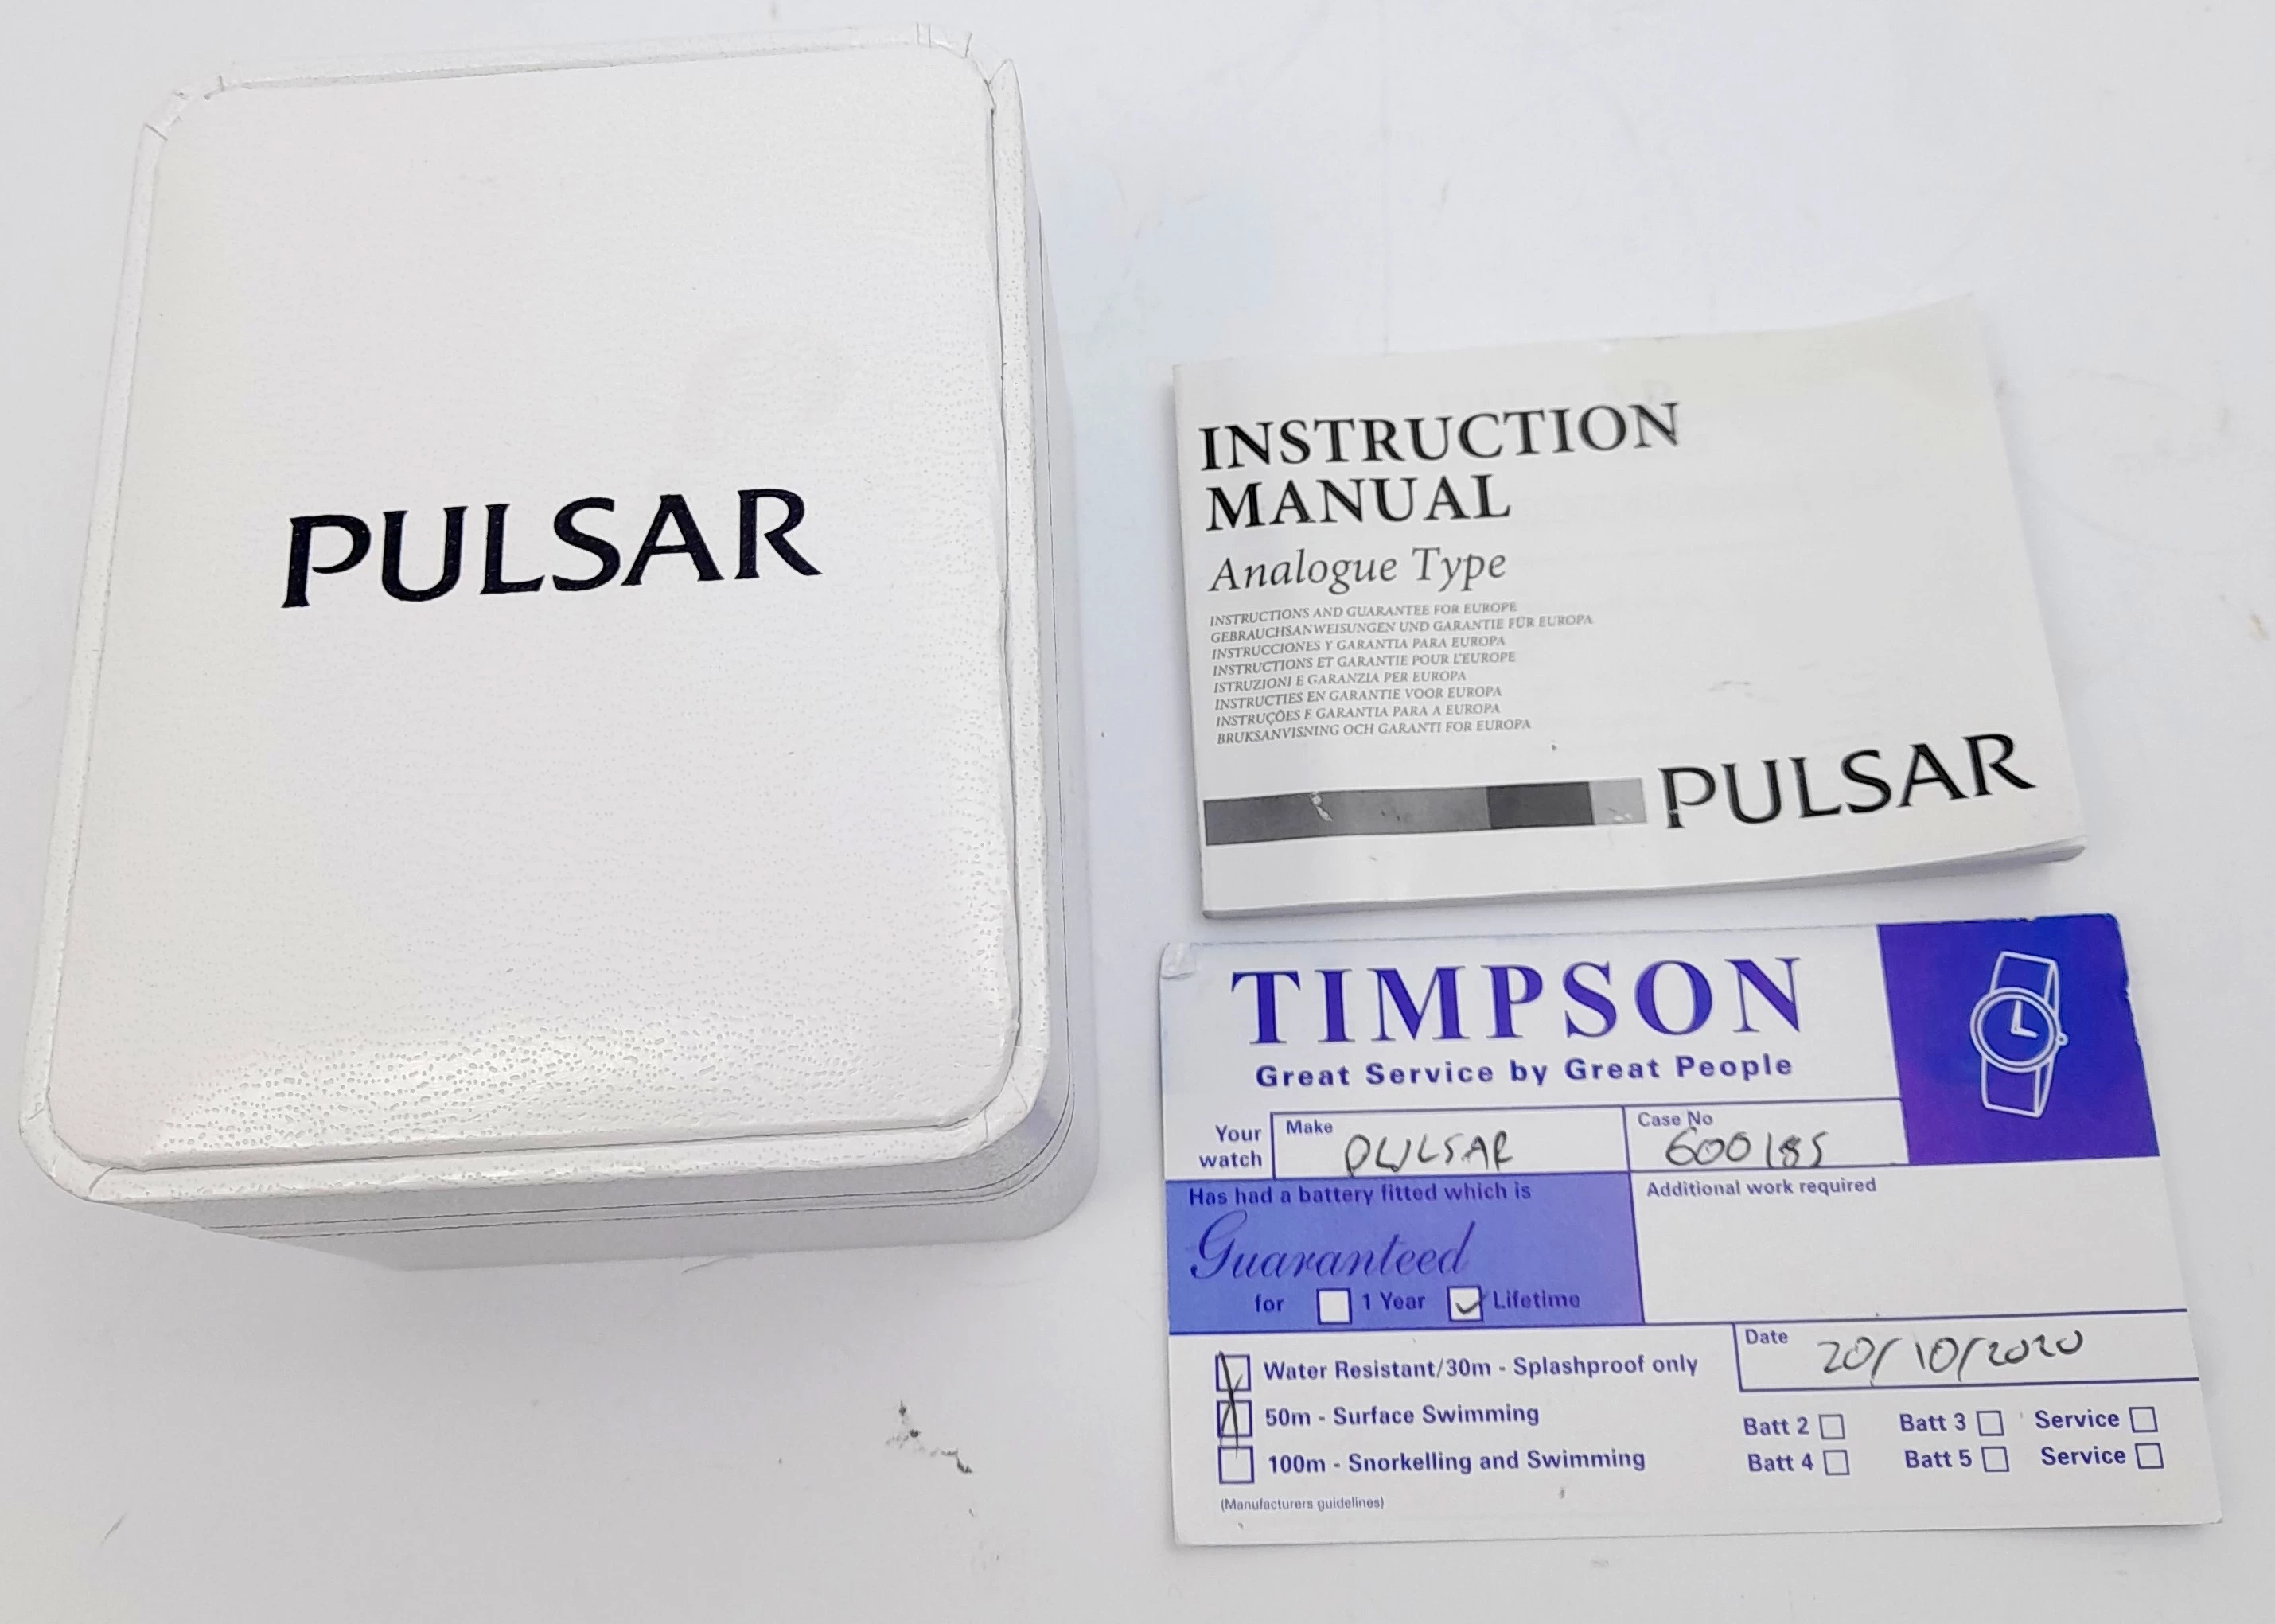 PULSAR
INSTRUCTION
MANUAL
Analogue Type
INSTRUCTIONS AND GUARANTEE FOR EUROPE
GEBRAUCHSANWEISUNGEN UND GARANTIE FÜR EUROPA
INSTRUCCIONES Y GARANTIA PARA EUROPA
INSTRUCTIONS ET GARANTIE POUR L'EUROPE
ISTRUZIONI E GARANZIA PER EUROPA
INSTRUCTIES EN GARANTIE VOOR EUROPA
INSTRUÇÕES E GARANTIA PARA A EUROPA
BRUKSANVISNING OCH GARANTI FOR EUROPA
PULSAR
TIMPSON
Great Service by Great People
Your watch
Make
PULSAR
Case No
600185
Has had a battery fitted which is
Guaranteed
for 1 Year Lifetime
Additional work required
Water Resistant/30m - Splashproof only
50m - Surface Swimming
100m - Snorkelling and Swimming
(Manufacturers guidelines)
Date
20/10/2020
Batt 2 Batt 3 Service
Batt 4 Batt 5 Service